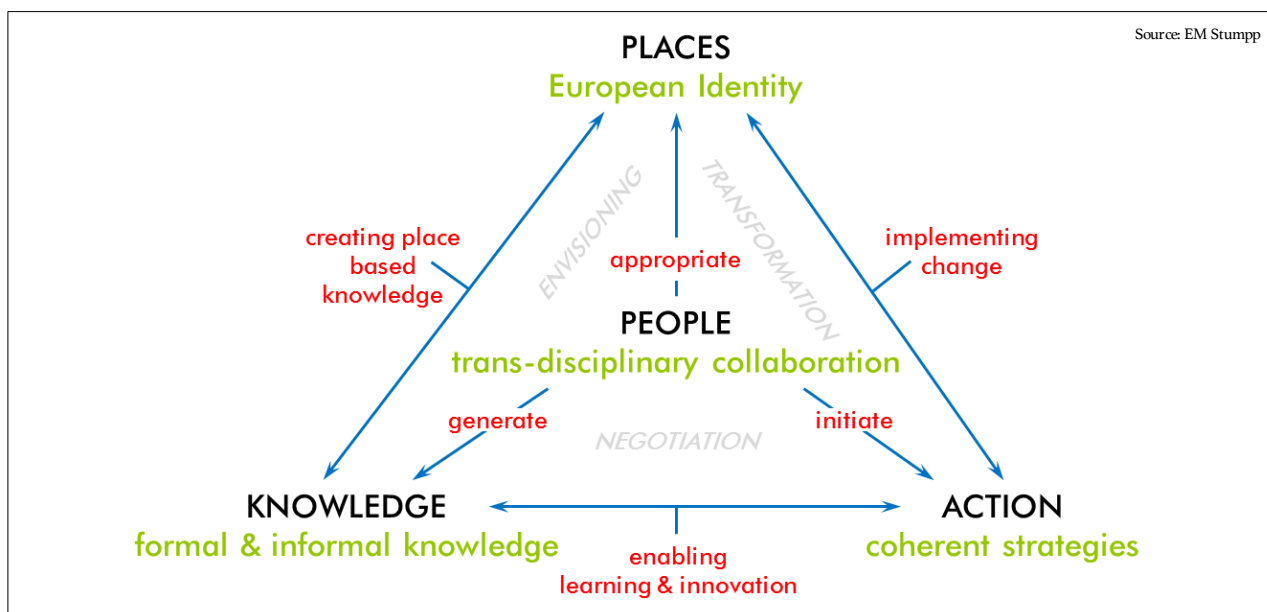 Source: EM Stumpp
PLACES
European Identity
ENVISIONING
TRANSFORMATION
creating place
based
knowledge
appropriate
implementing
change
PEOPLE
trans-disciplinary collaboration
generate
initiate
NEGOTIATION
KNOWLEDGE
formal & informal knowledge
ACTION
coherent strategies
enabling
learning & innovation